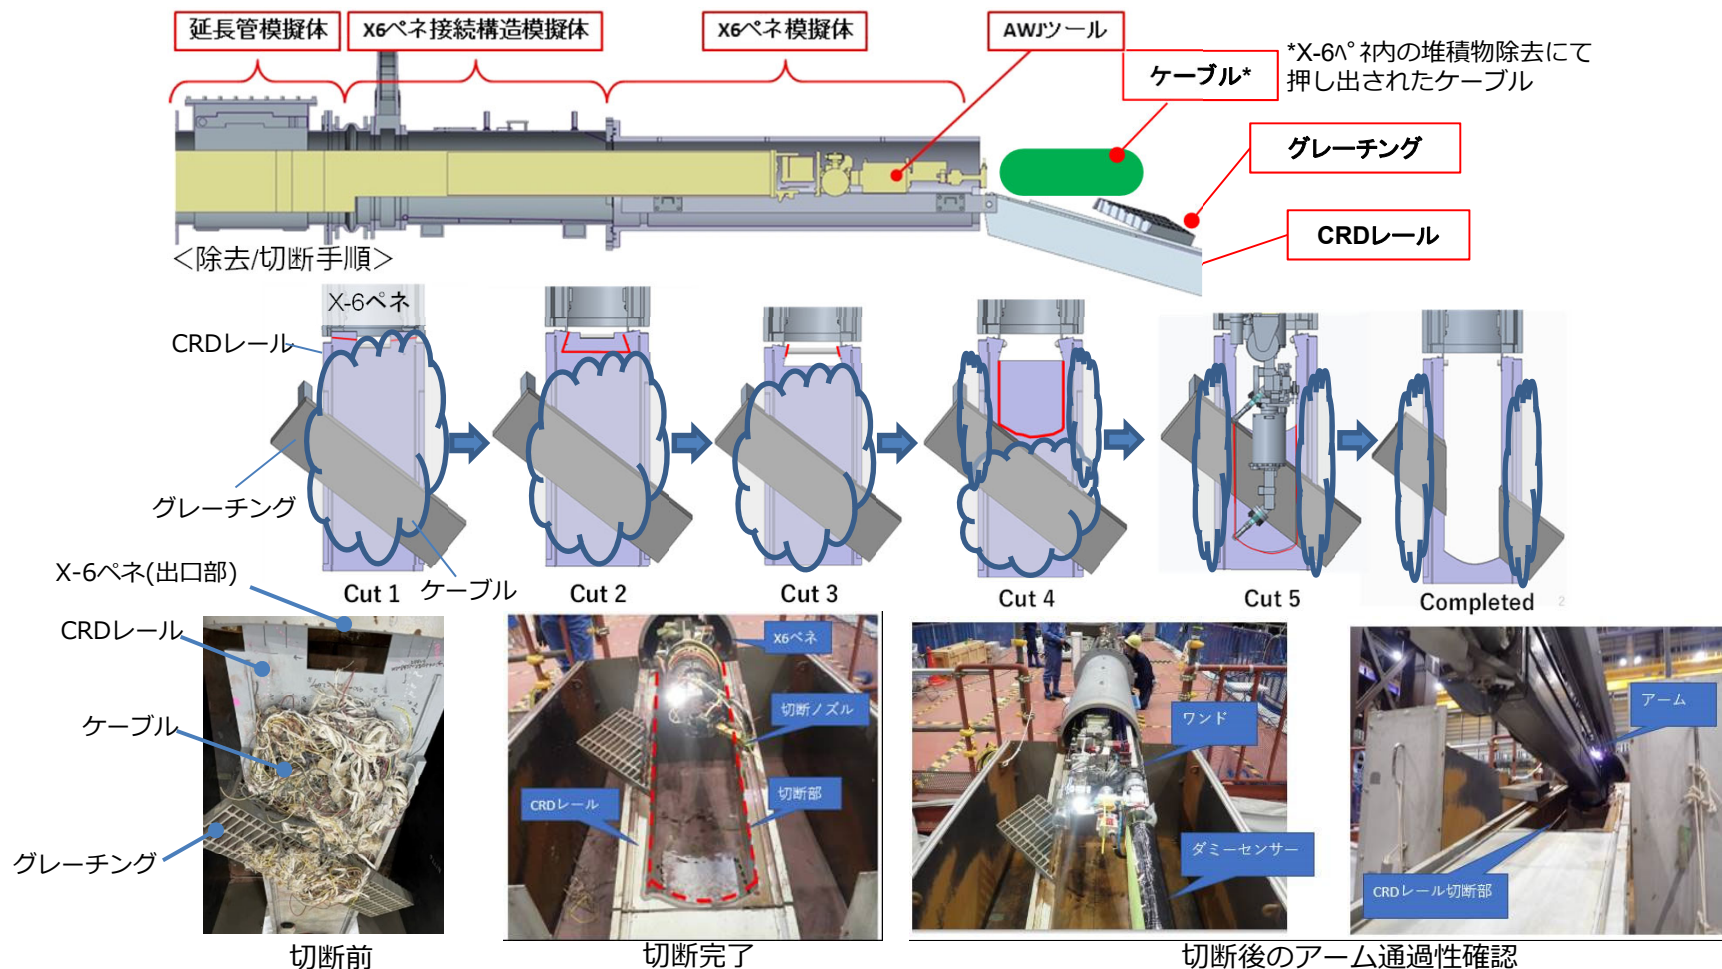 延長管模擬体
X6ペネ接続構造模擬体
X6ペネ模擬体
AWJツール
ケーブル*
*X-6ペネ内の堆積物除去にて
押し出されたケーブル
グレーチング
CRDレール
＜除去/切断手順＞
X-6ペネ
CRDレール
グレーチング
ケーブル
Cut 1
Cut 2
Cut 3
Cut 4
Cut 5
Completed
2
X-6ペネ(出口部)
CRDレール
ケーブル
グレーチング
切断前
X6ペネ
切断ノズル
切断部
CRDレール
切断完了
ワンド
ダミーセンサー
アーム
CRDレール切断部
切断後のアーム通過性確認